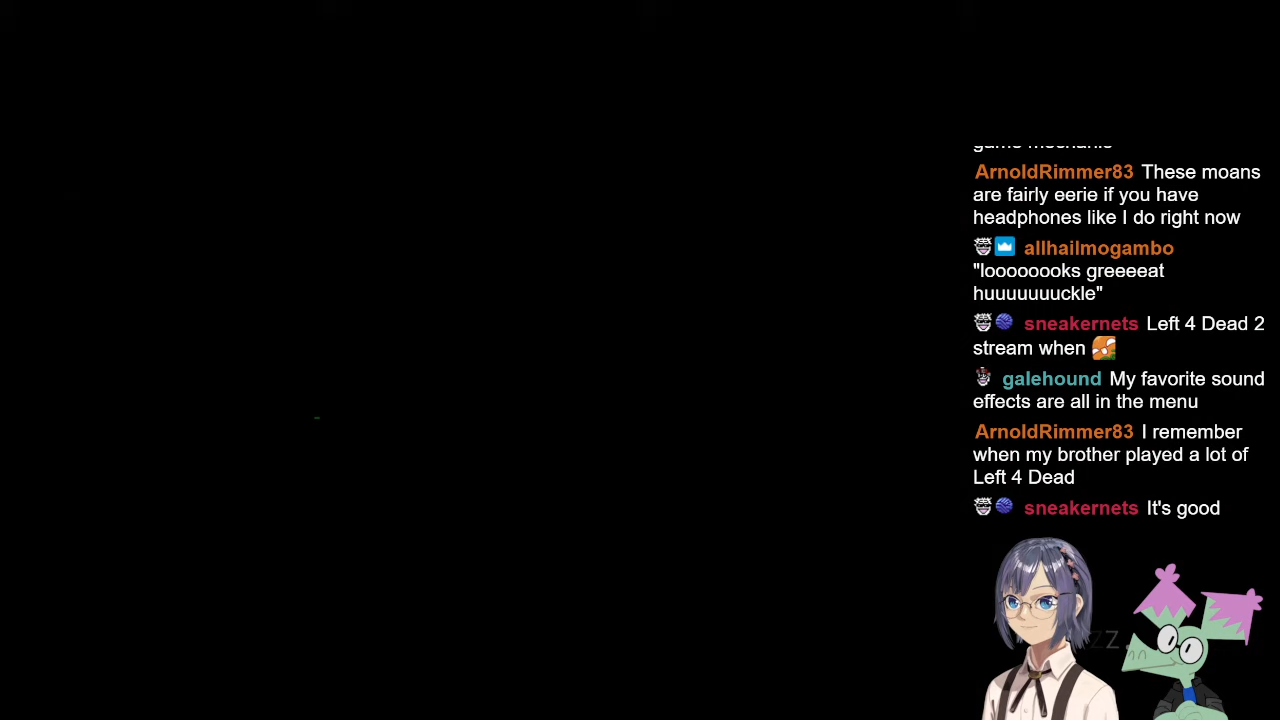 ArnoldRimmer83 These moans
are fairly eerie if you have
headphones like I do right now
allhailmogambo
"loooooooks greeeeat
huuuuuuuckle"
sneakernets Left 4 Dead 2
stream when
galehound My favorite sound
effects are all in the menu
ArnoldRimmer83 I remember
when my brother played a lot of
Left 4 Dead
sneakernets It's good